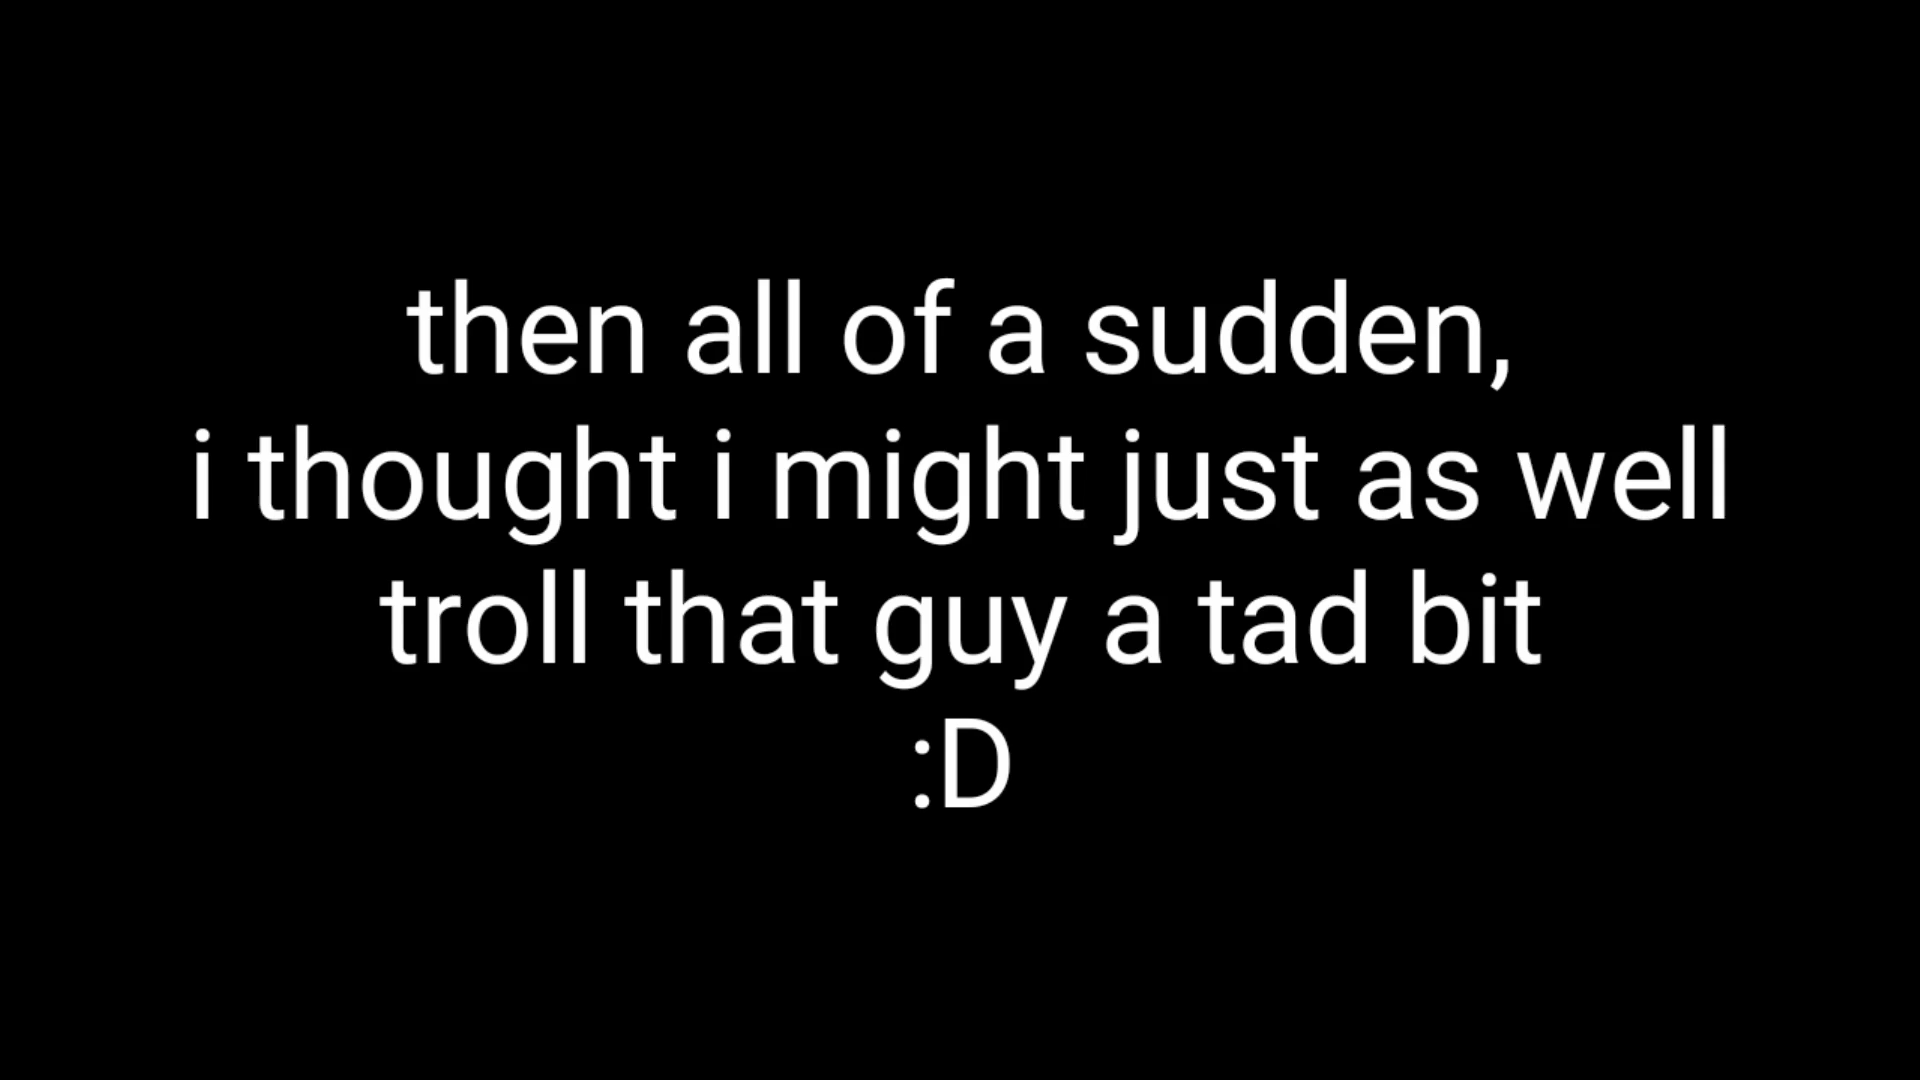 then all of a sudden,
i thought i might just as well
troll that guy a tad bit
:D